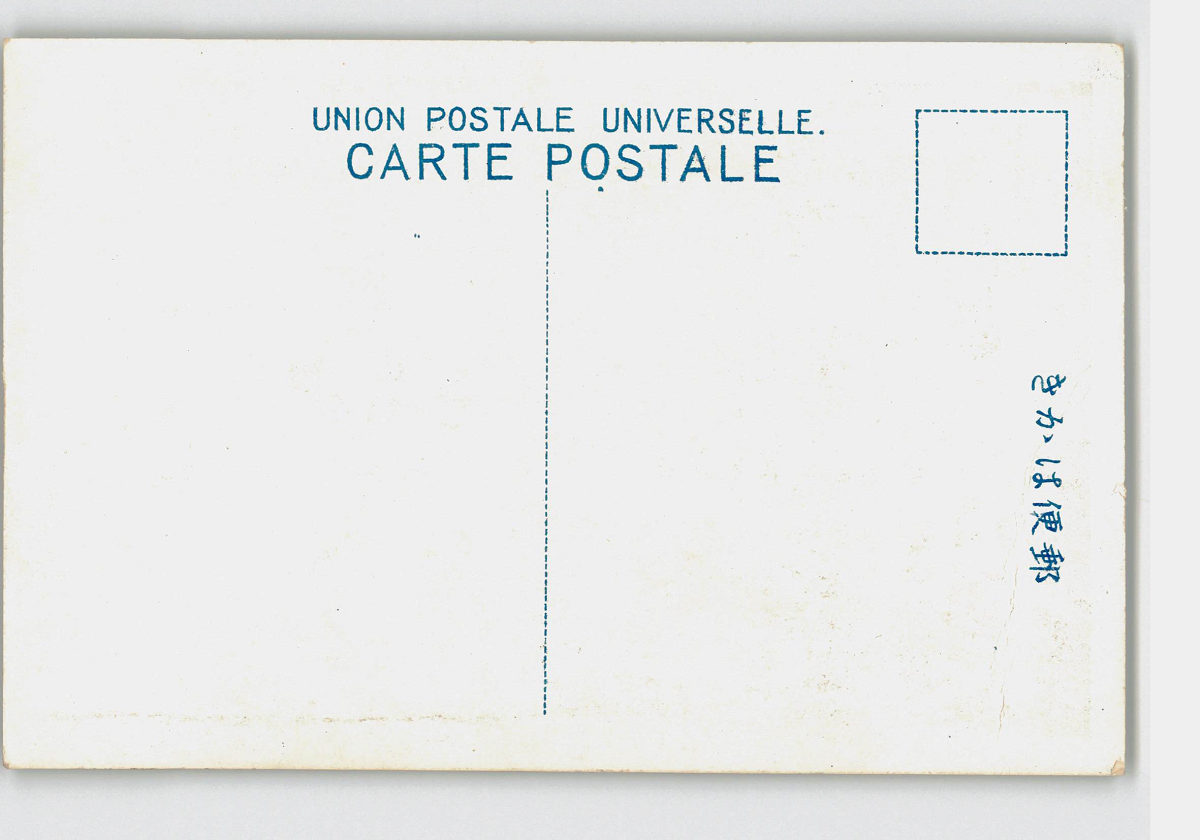 UNION POSTALE UNIVERSELLE.
CARTE POSTALE
きかは便郵